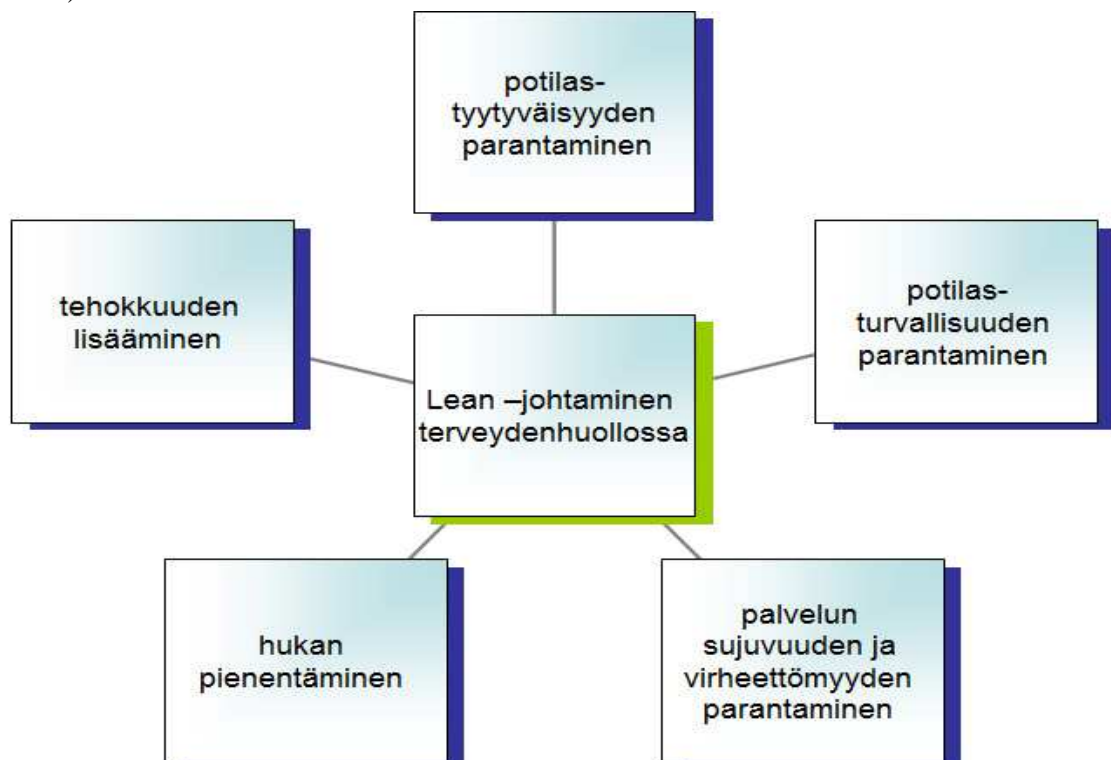 potilas-
tyytyväisyyden
parantaminen
tehokkuuden
lisääminen
potilas-
turvallisuuden
parantaminen
Lean –johtaminen
terveydenhuollossa
hukan
pienentäminen
palvelun
sujuvuuden ja
virheettömyyden
parantaminen